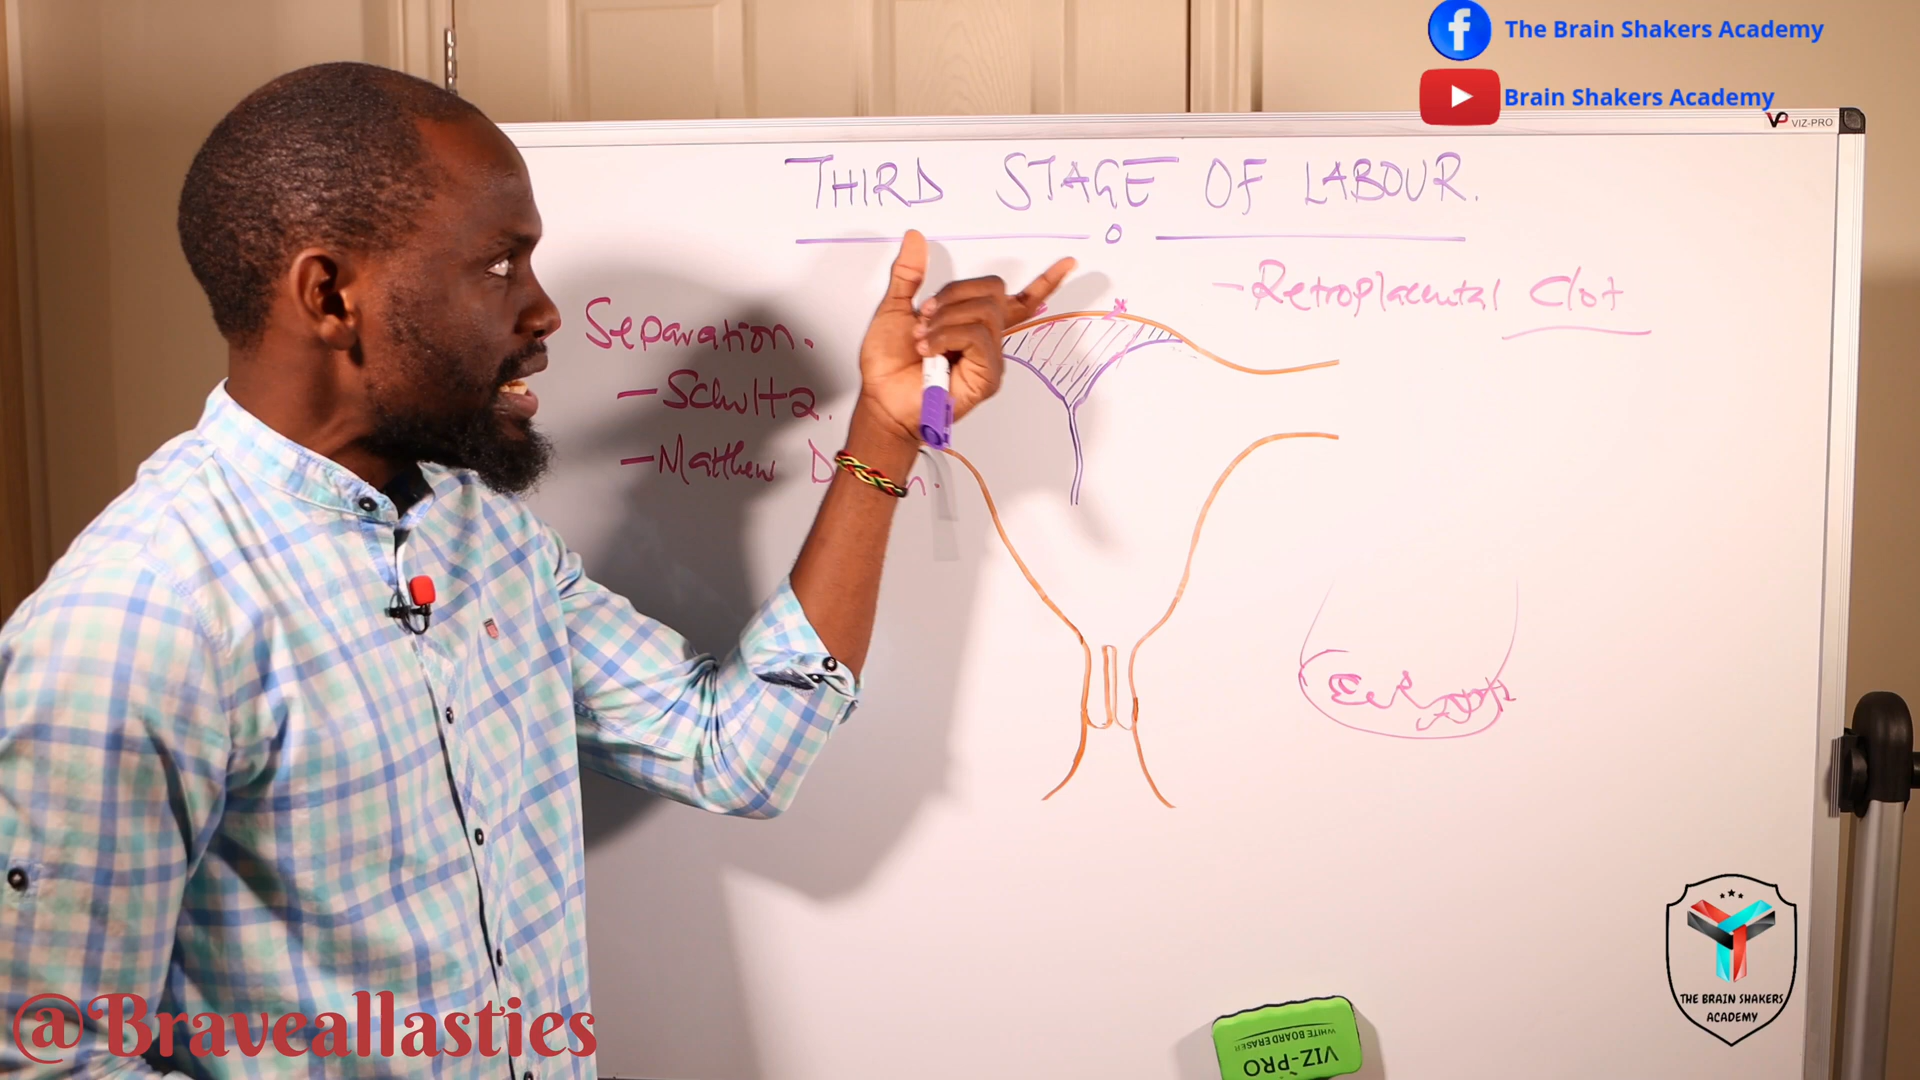 The Brain Shakers Academy
Brain Shakers Academy
VIZ-PRO
THIRD STAGE OF LABOUR.
- Retroplacental Clot
Separation.
- Schultz.
- Matthew D n.
@Braveallasties
THE BRAIN SHAKERS
ACADEMY
VIZ-PRO
WHITE BOARD ERASER